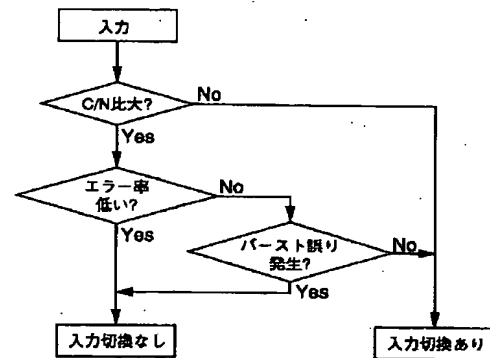 入力
C/N比大?
No
Yes
エラー率
低い?
No
Yes
バースト誤り
発生?
No
Yes
入力切換なし
入力切換あり